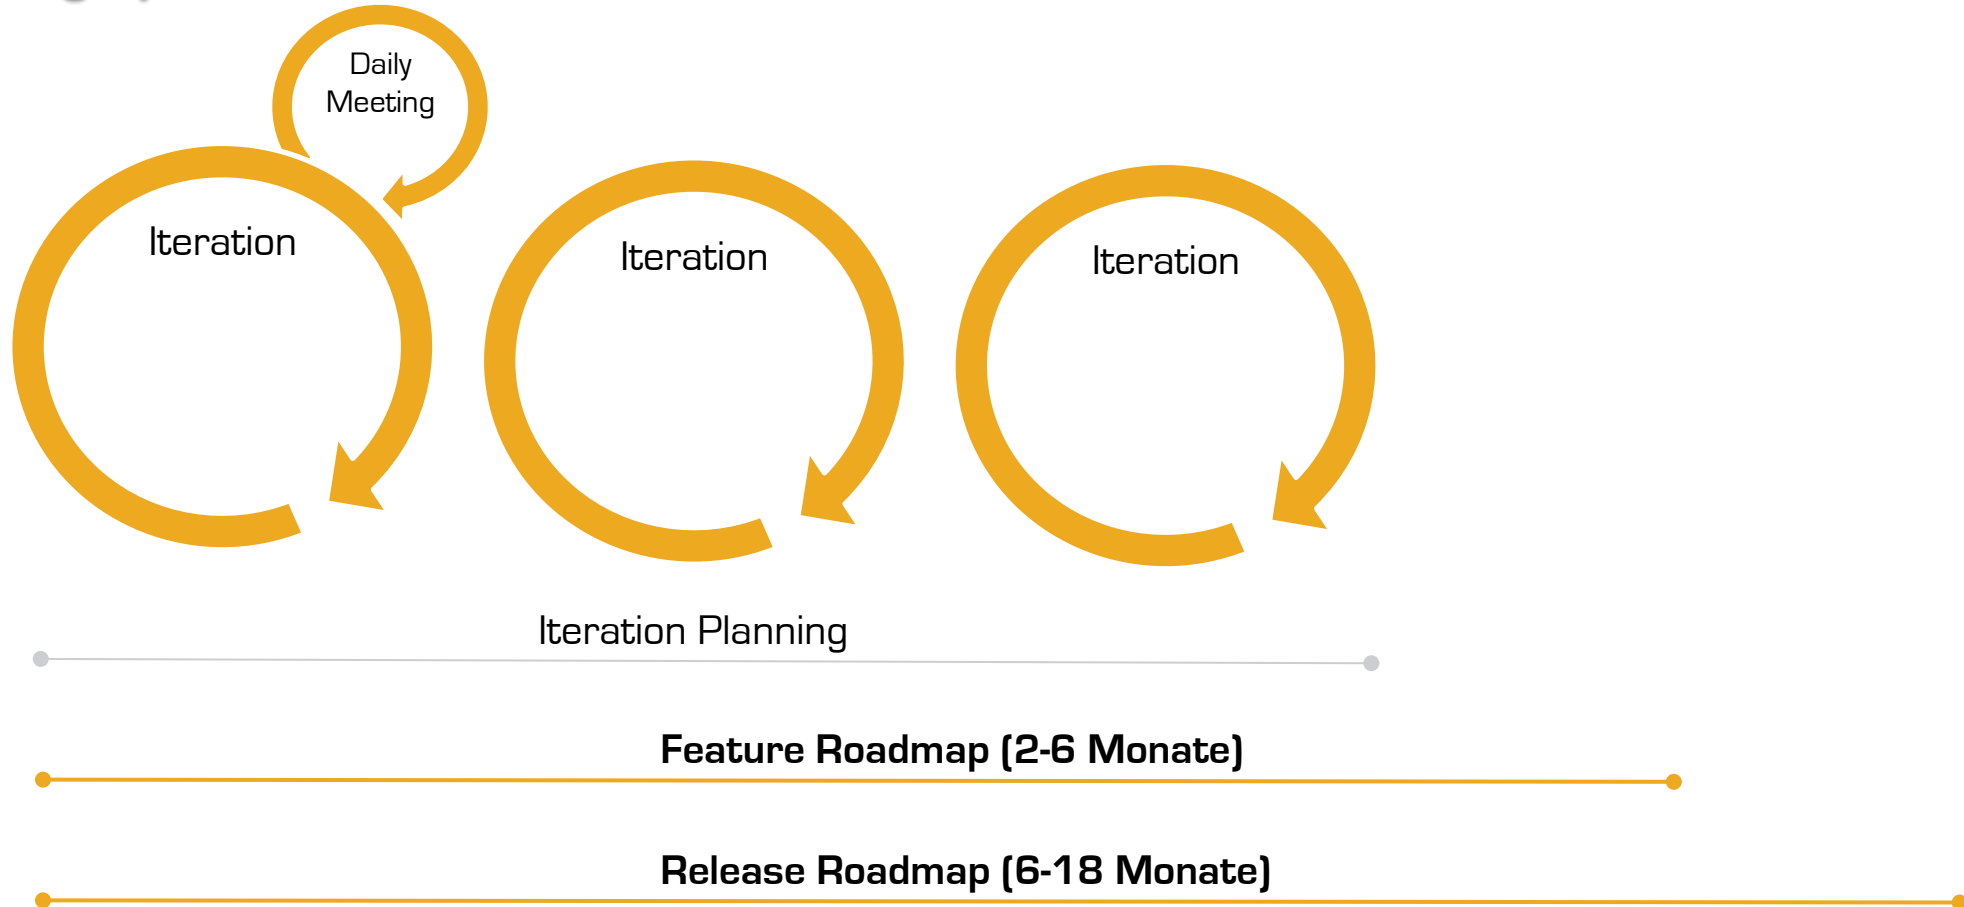 Daily
Meeting
Iteration
Iteration
Iteration
Iteration Planning
Feature Roadmap (2-6 Monate)
Release Roadmap (6-18 Monate)